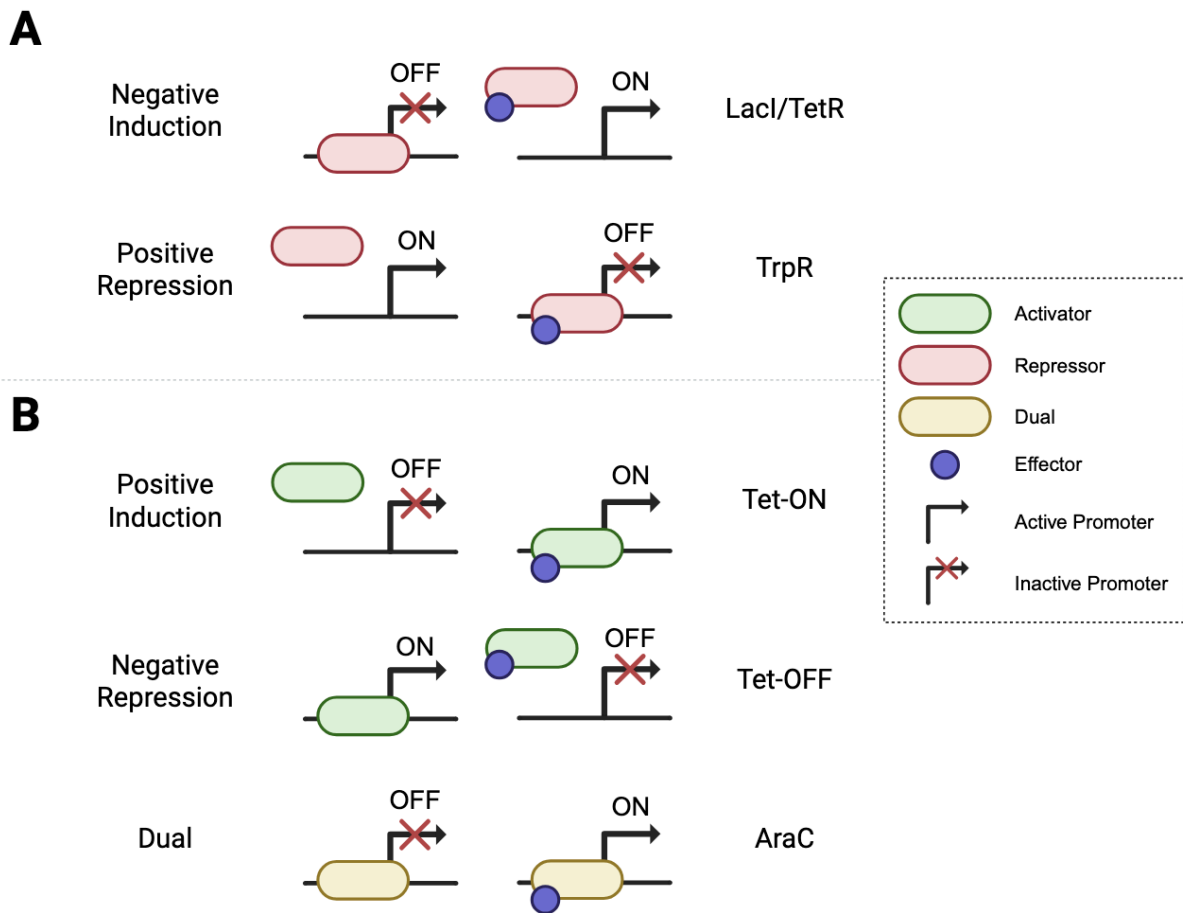 A
Negative
Induction
OFF
ON
LacI/TetR
Positive
Repression
ON
OFF
TrpR
Activator
Repressor
Dual
Effector
Active Promoter
Inactive Promoter
B
Positive
Induction
OFF
ON
Tet-ON
Negative
Repression
ON
OFF
Tet-OFF
Dual
OFF
ON
AraC